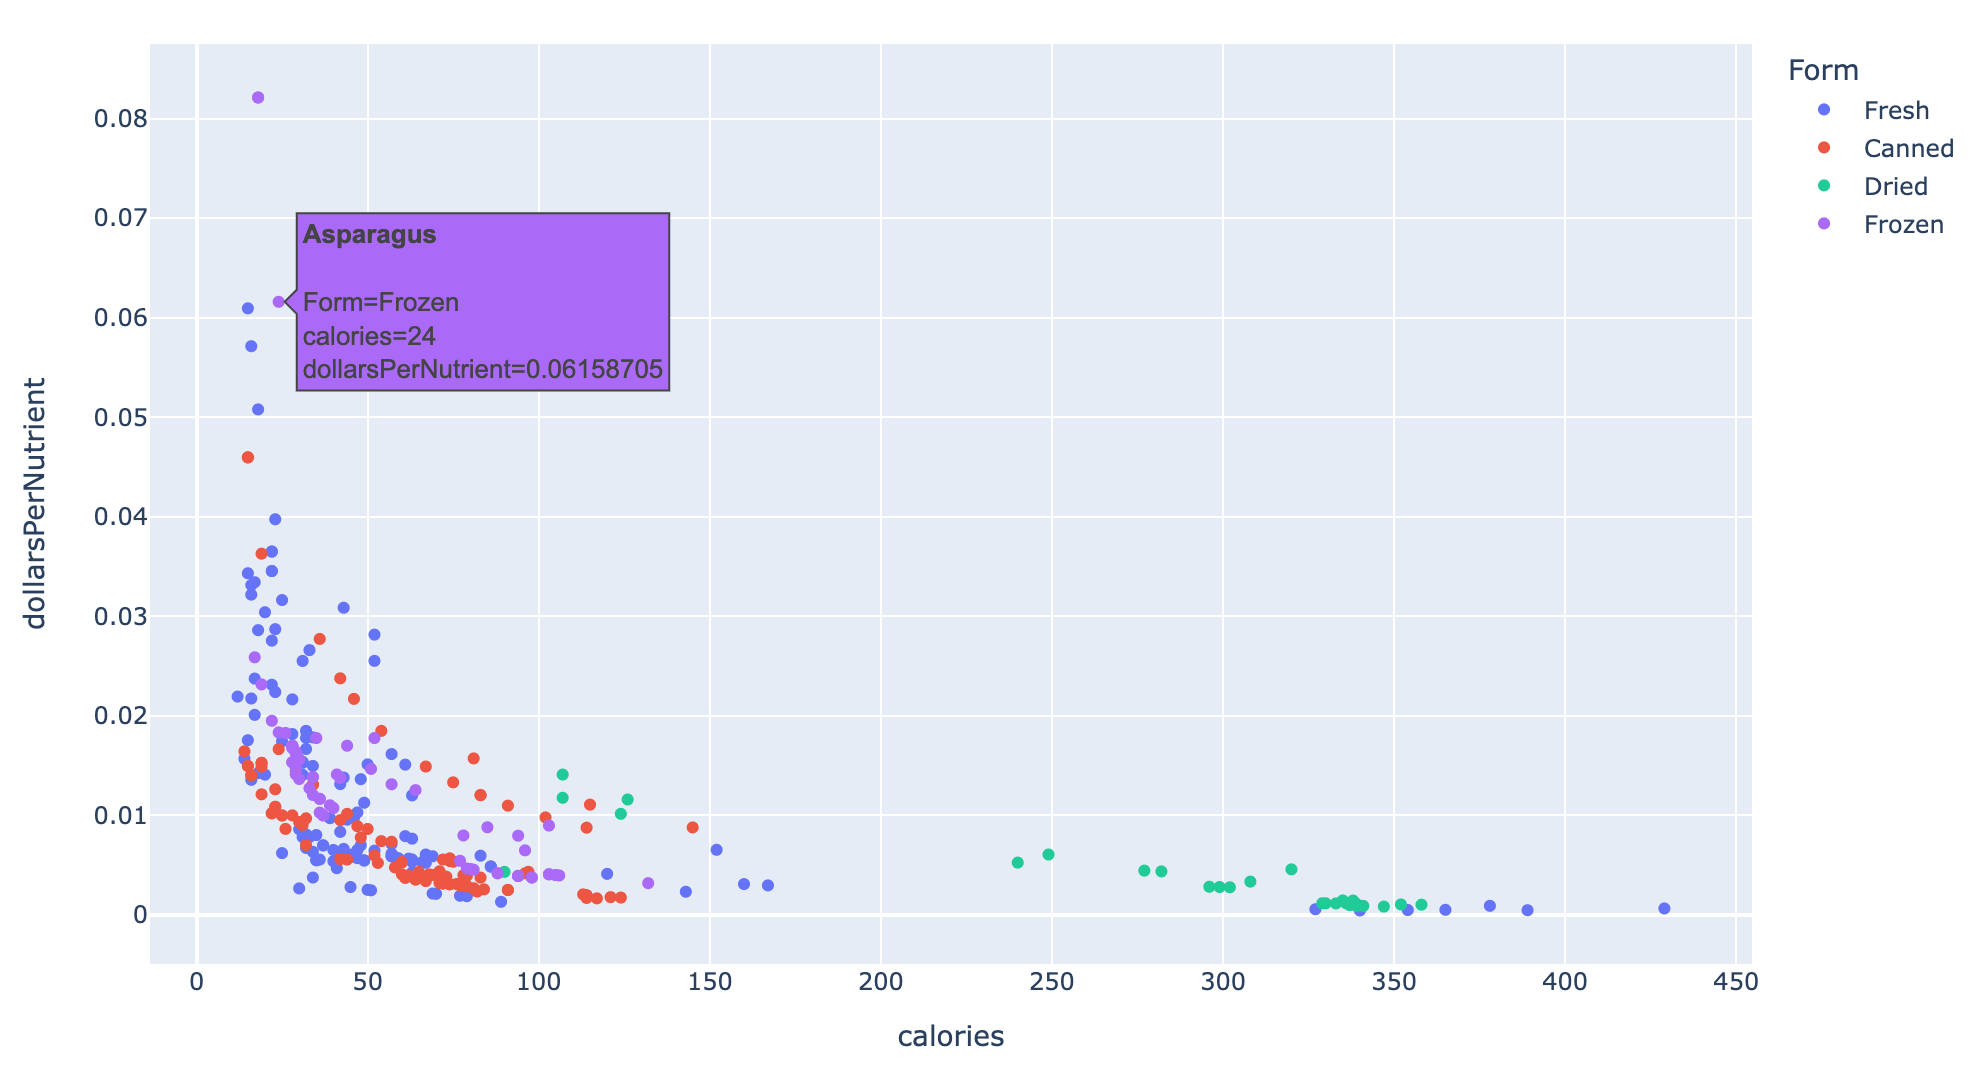 0.08
0.07
0.06
0.05
0.04
0.03
0.02
0.01
0
dollarsPerNutrient
Asparagus
Form=Frozen
calories=24
dollarsPerNutrient=0.06158705
0 50 100 150 200 250 300 350 400 450
calories
Form
Fresh
Canned
Dried
Frozen